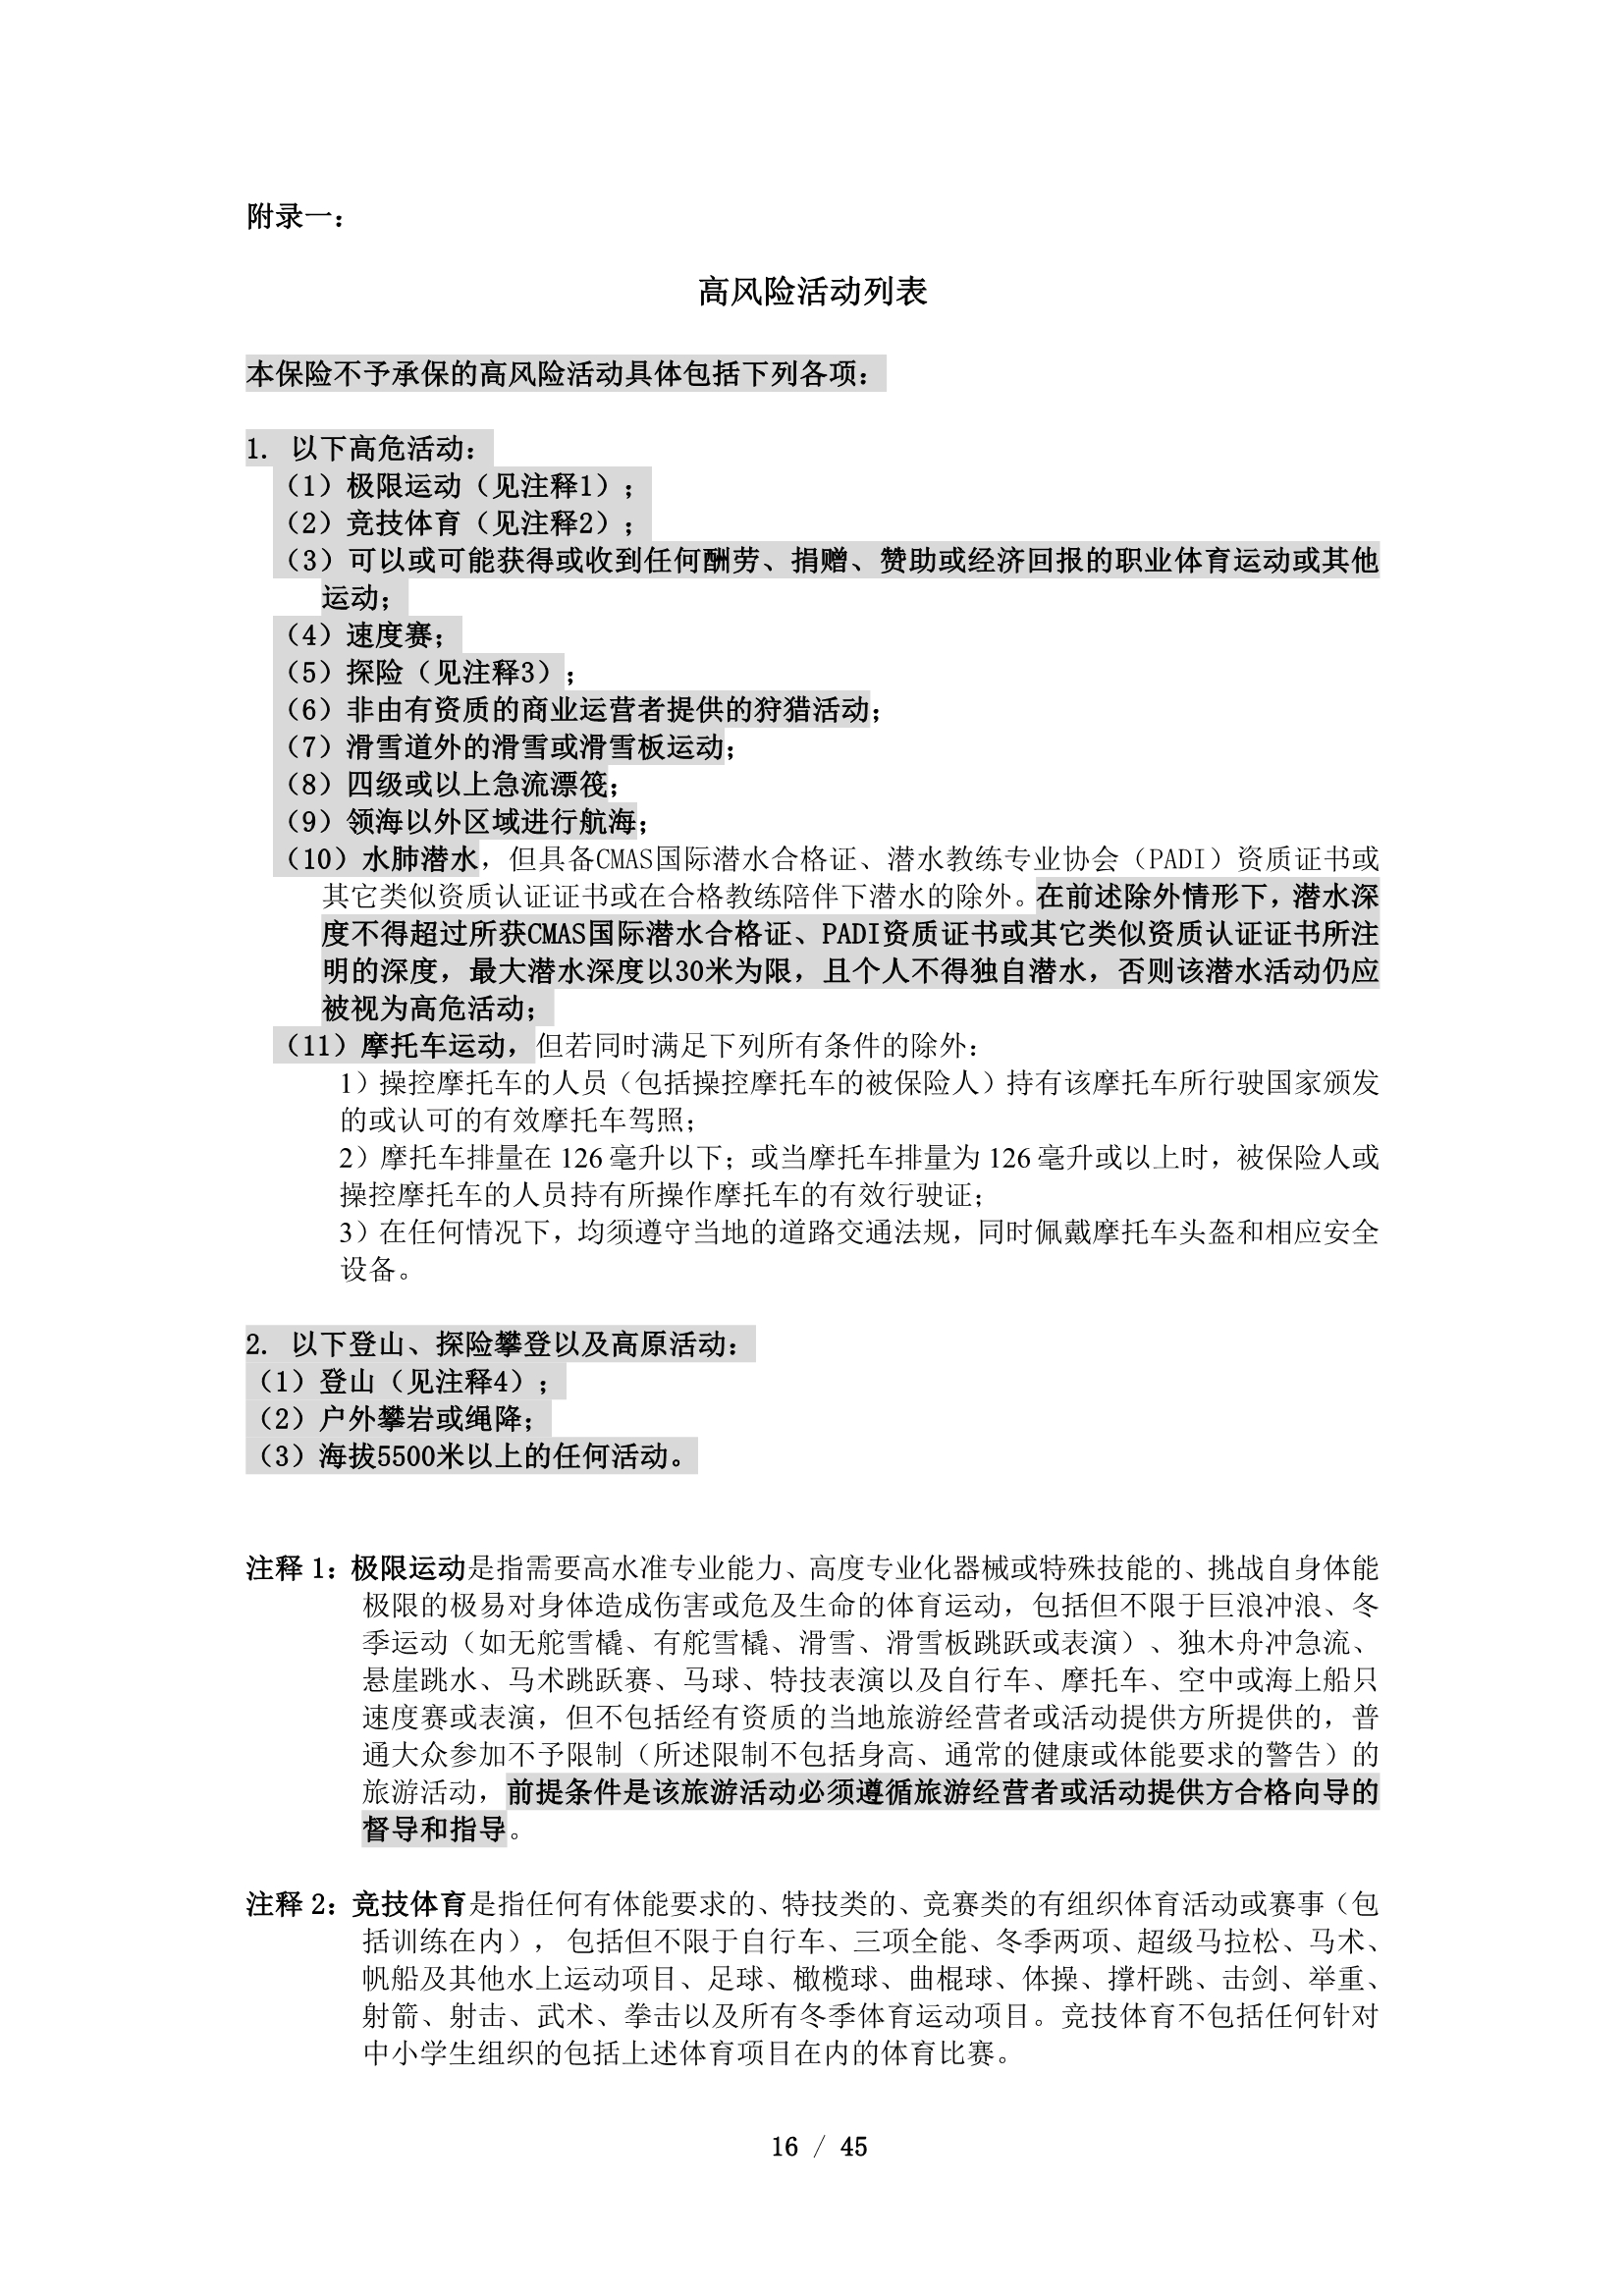 附录一：
高风险活动列表
本保险不予承保的高风险活动具体包括下列各项：
1. 以下高危活动：
（1）极限运动（见注释1）；
（2）竞技体育（见注释2）；
（3）可以或可能获得或收到任何酬劳、捐赠、赞助或经济回报的职业体育运动或其他
运动；
（4）速度赛；
（5）探险（见注释3）；
（6）非由有资质的商业运营者提供的狩猎活动；
（7）滑雪道外的滑雪或滑雪板运动；
（8）四级或以上急流漂筏；
（9）领海以外区域进行航海；
（10）水肺潜水，但具备CMAS国际潜水合格证、潜水教练专业协会（PADI）资质证书或
其它类似资质认证证书或在合格教练陪伴下潜水的除外。在前述除外情形下，潜水深
度不得超过所获CMAS国际潜水合格证、PADI资质证书或其它类似资质认证证书所注
明的深度，最大潜水深度以30米为限，且个人不得独自潜水，否则该潜水活动仍应
被视为高危活动；
（11）摩托车运动，但若同时满足下列所有条件的除外：
1）操控摩托车的人员（包括操控摩托车的被保险人）持有该摩托车所行驶国家颁发
的或认可的有效摩托车驾照；
2）摩托车排量在 126 毫升以下；或当摩托车排量为 126 毫升或以上时，被保险人或
操控摩托车的人员持有所操作摩托车的有效行驶证；
3）在任何情况下，均须遵守当地的道路交通法规，同时佩戴摩托车头盔和相应安全
设备。
2. 以下登山、探险攀登以及高原活动：
（1）登山（见注释4）；
（2）户外攀岩或绳降；
（3）海拔5500米以上的任何活动。
注释 1：极限运动是指需要高水准专业能力、高度专业化器械或特殊技能的、挑战自身体能
极限的极易对身体造成伤害或危及生命的体育运动，包括但不限于巨浪冲浪、冬
季运动（如无舵雪橇、有舵雪橇、滑雪、滑雪板跳跃或表演）、独木舟冲急流、
悬崖跳水、马术跳跃赛、马球、特技表演以及自行车、摩托车、空中或海上船只
速度赛或表演，但不包括经有资质的当地旅游经营者或活动提供方所提供的，普
通大众参加不予限制（所述限制不包括身高、通常的健康或体能要求的警告）的
旅游活动，前提条件是该旅游活动必须遵循旅游经营者或活动提供方合格向导的
督导和指导。
注释 2：竞技体育是指任何有体能要求的、特技类的、竞赛类的有组织体育活动或赛事（包
括训练在内）， 包括但不限于自行车、三项全能、冬季两项、超级马拉松、马术、
帆船及其他水上运动项目、足球、橄榄球、曲棍球、体操、撑杆跳、击剑、举重、
射箭、射击、武术、拳击以及所有冬季体育运动项目。竞技体育不包括任何针对
中小学生组织的包括上述体育项目在内的体育比赛。
16 / 45